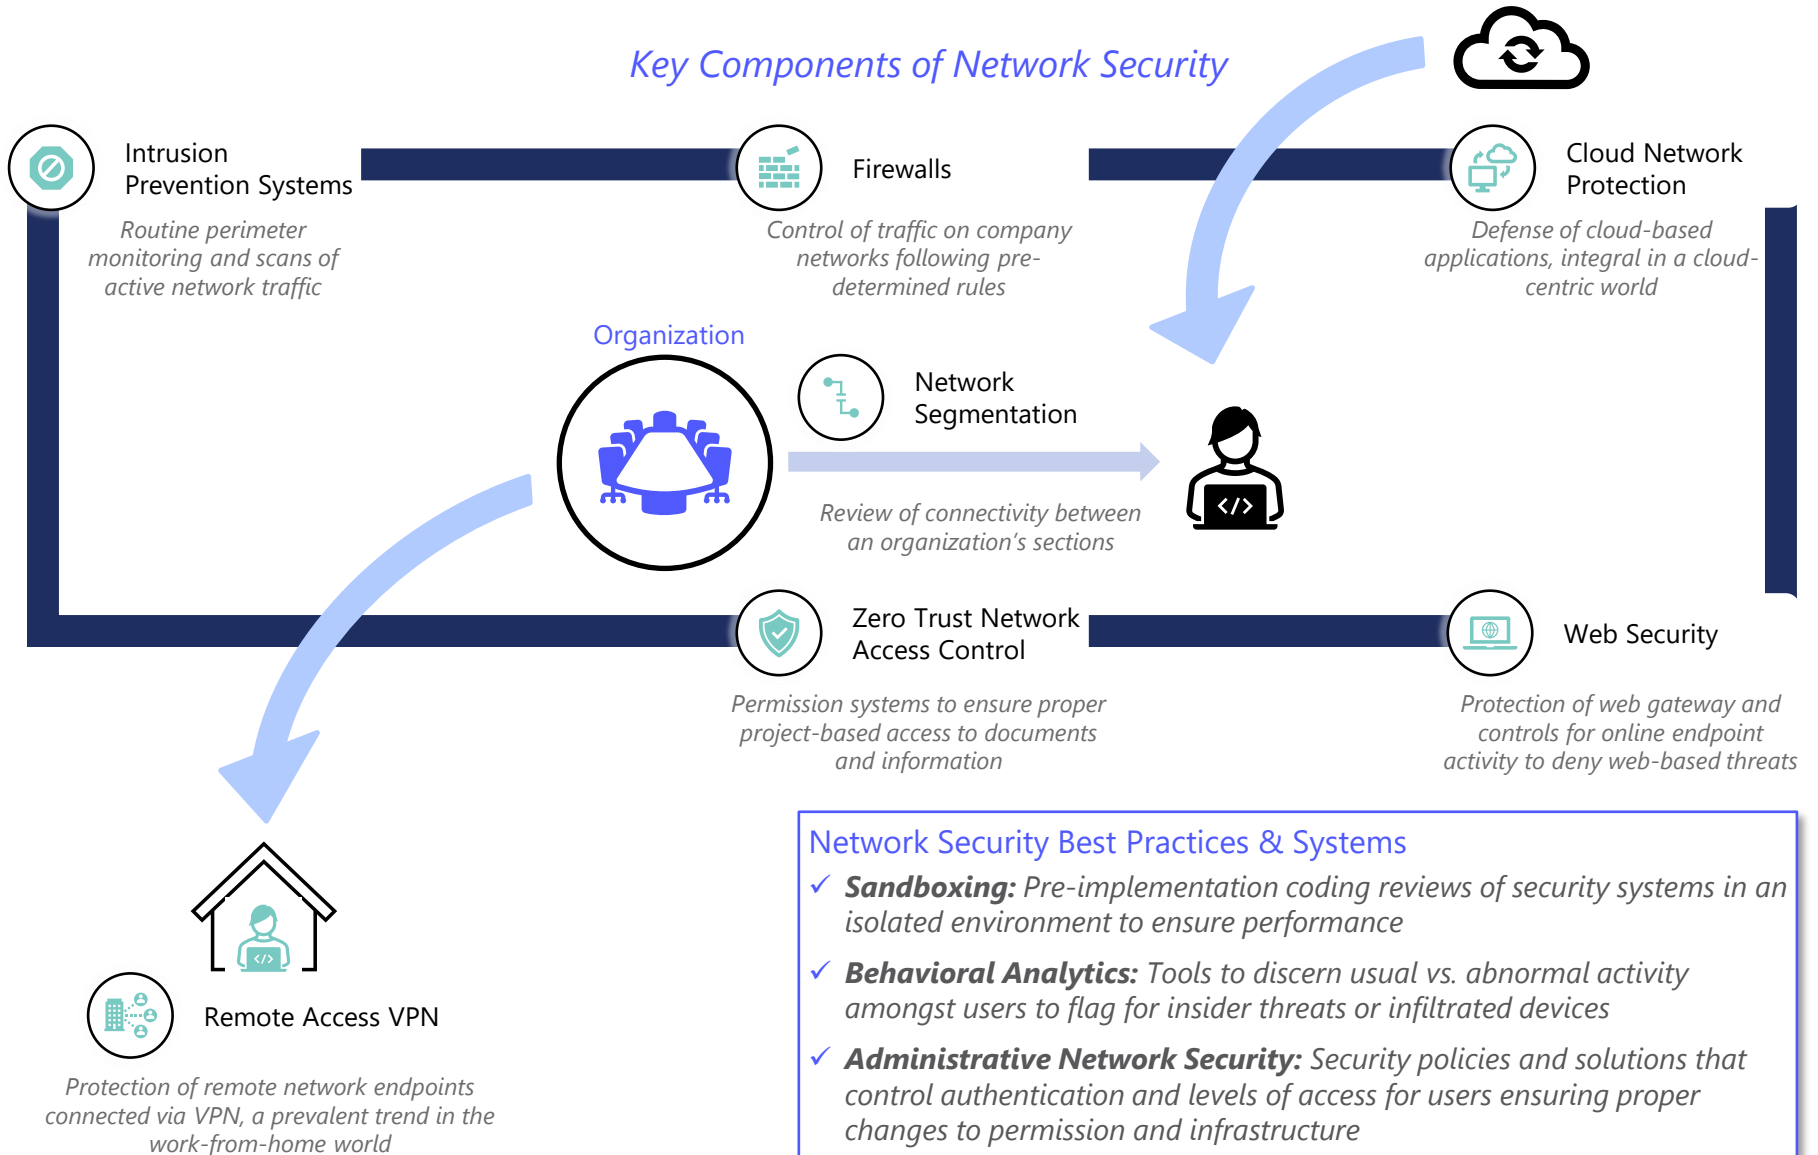 Key Components of Network Security
Intrusion
Prevention Systems
Routine perimeter
monitoring and scans of
active network traffic
Firewalls
Control of traffic on company
networks following pre-
determined rules
Cloud Network
Protection
Defense of cloud-based
applications, integral in a cloud-
centric world
Organization
Network
Segmentation
Review of connectivity between
an organization's sections
</>
Zero Trust Network
Access Control
Permission systems to ensure proper
project-based access to documents
and information
Web Security
Protection of web gateway and
controls for online endpoint
activity to deny web-based threats
</>
Remote Access VPN
Protection of remote network endpoints
connected via VPN, a prevalent trend in the
work-from-home world
Network Security Best Practices & Systems
✓ Sandboxing: Pre-implementation coding reviews of security systems in an
isolated environment to ensure performance
✓ Behavioral Analytics: Tools to discern usual vs. abnormal activity
amongst users to flag for insider threats or infiltrated devices
✓ Administrative Network Security: Security policies and solutions that
control authentication and levels of access for users ensuring proper
changes to permission and infrastructure